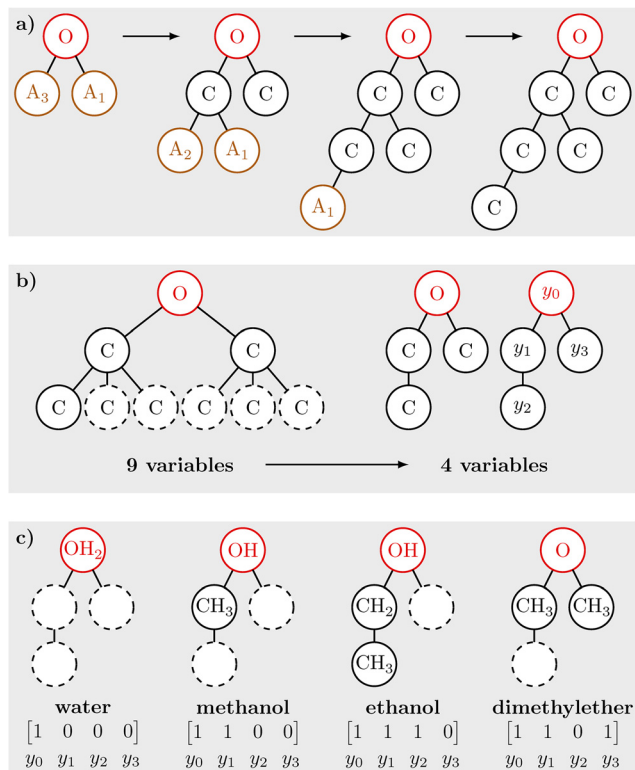 a)
O O O O
A3 A1 C C C C C C
A2 A1 C C C C
A1 C
b)
O O y0
C C C C y1 y3
C C C C C C C y2
9 variables 4 variables
c)
OH2 OH OH O
CH3 CH2 CH3 CH3
CH3
water methanol ethanol dimethylether
[1 0 0 0] [1 1 0 0] [1 1 1 0] [1 1 0 1]
y0 y1 y2 y3 y0 y1 y2 y3 y0 y1 y2 y3 y0 y1 y2 y3